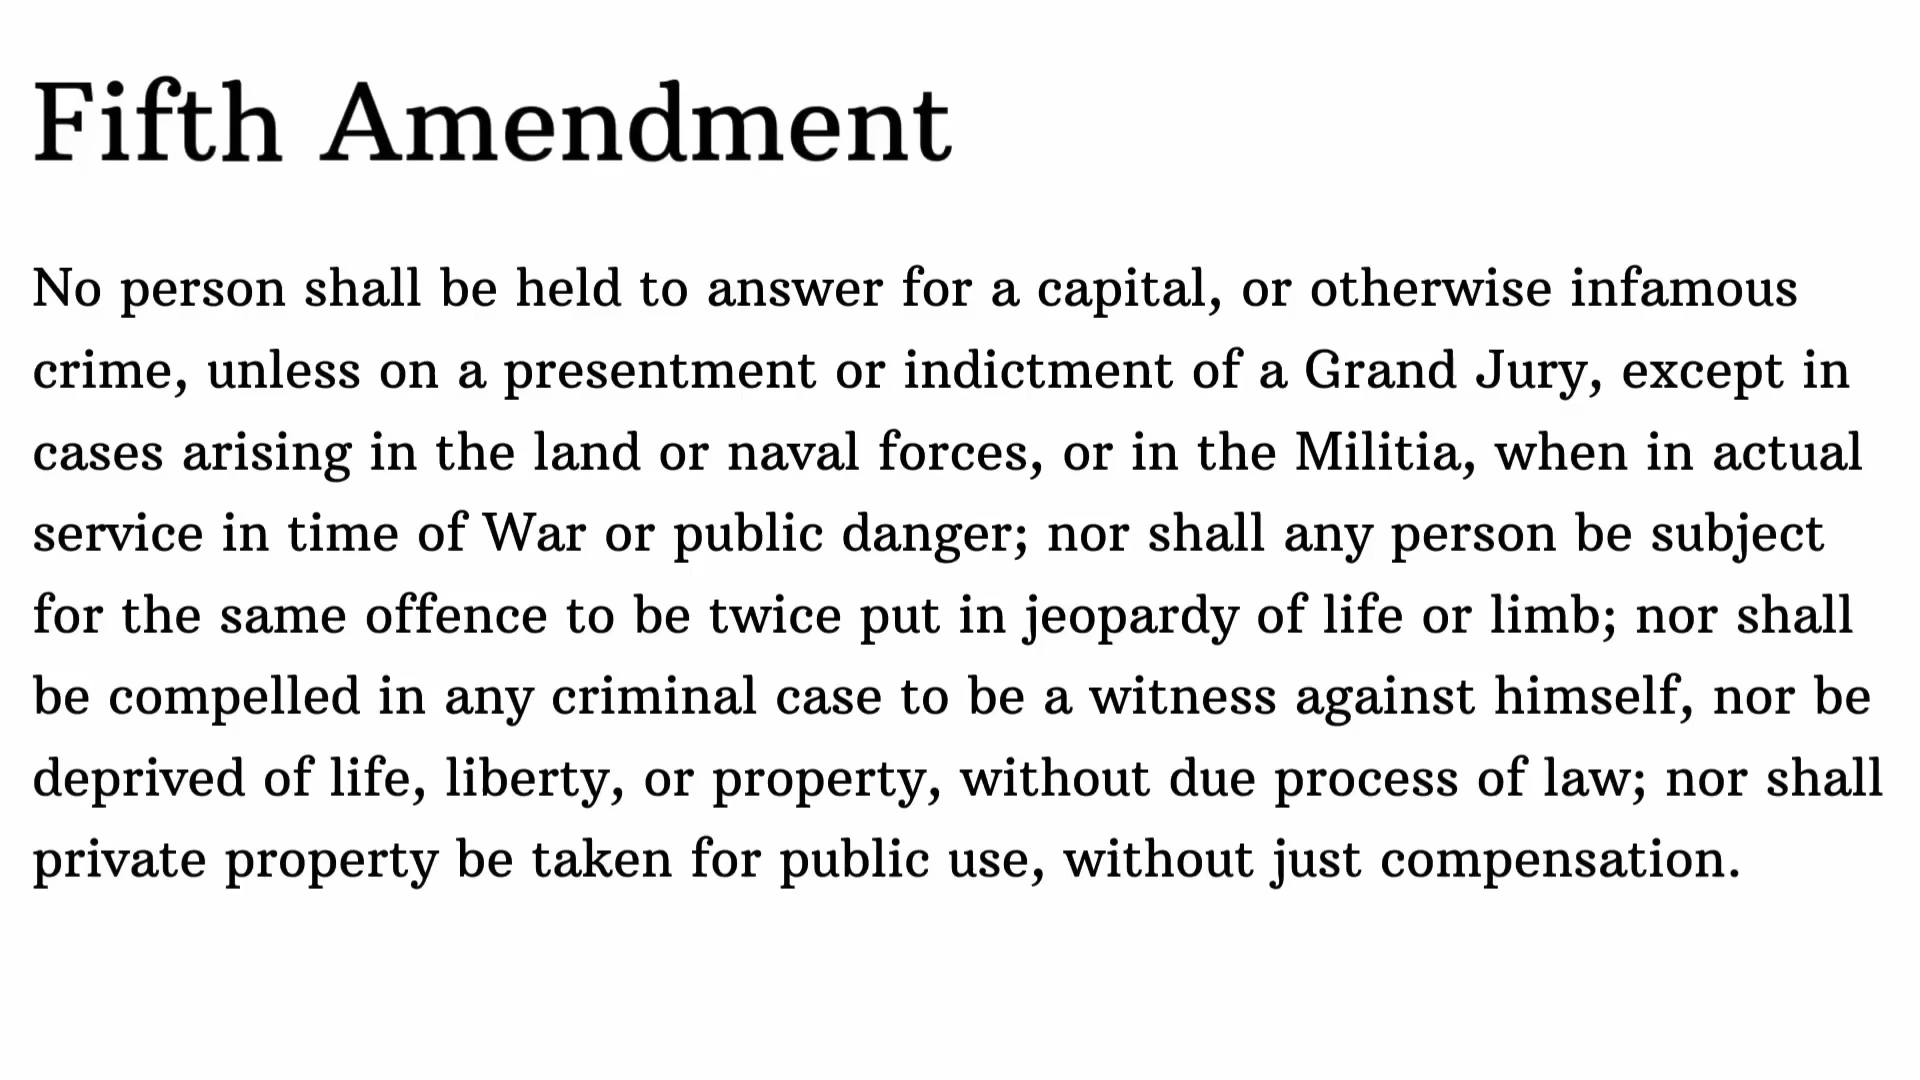 Fifth Amendment
No person shall be held to answer for a capital, or otherwise infamous
crime, unless on a presentment or indictment of a Grand Jury, except in
cases arising in the land or naval forces, or in the Militia, when in actual
service in time of War or public danger; nor shall any person be subject
for the same offence to be twice put in jeopardy of life or limb; nor shall
be compelled in any criminal case to be a witness against himself, nor be
deprived of life, liberty, or property, without due process of law; nor shall
private property be taken for public use, without just compensation.